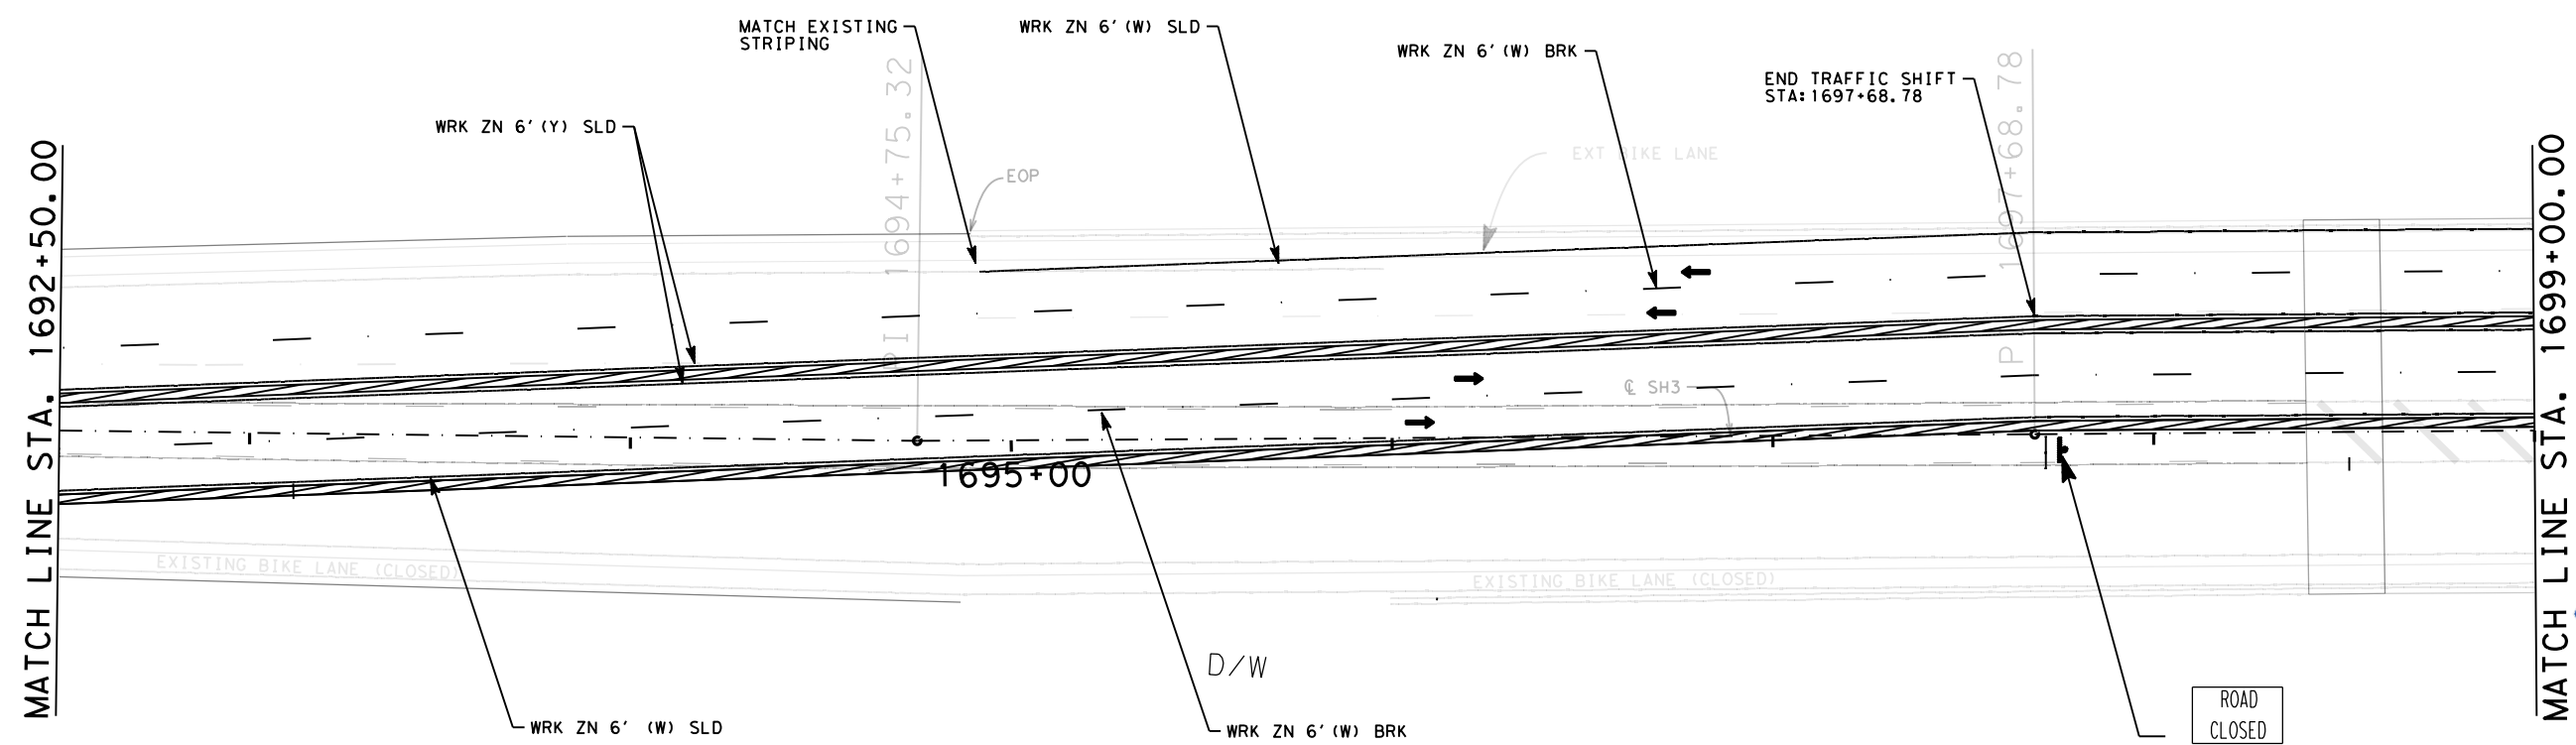 MATCH EXISTING
STRIPING
WRK ZN 6'(W) SLD
WRK ZN 6'(W) BRK
END TRAFFIC SHIFT
STA:1697+68.78
WRK ZN 6'(Y) SLD
EXT BIKE LANE
EOP
PI 1694+75.32
P 1697+68.78
MATCH LINE STA. 1692+50.00
MATCH LINE STA. 1699+00.00
℄ SH3
1695+00
EXISTING BIKE LANE (CLOSED)
EXISTING BIKE LANE (CLOSED)
D/W
WRK ZN 6' (W) SLD
WRK ZN 6'(W) BRK
ROAD
CLOSED